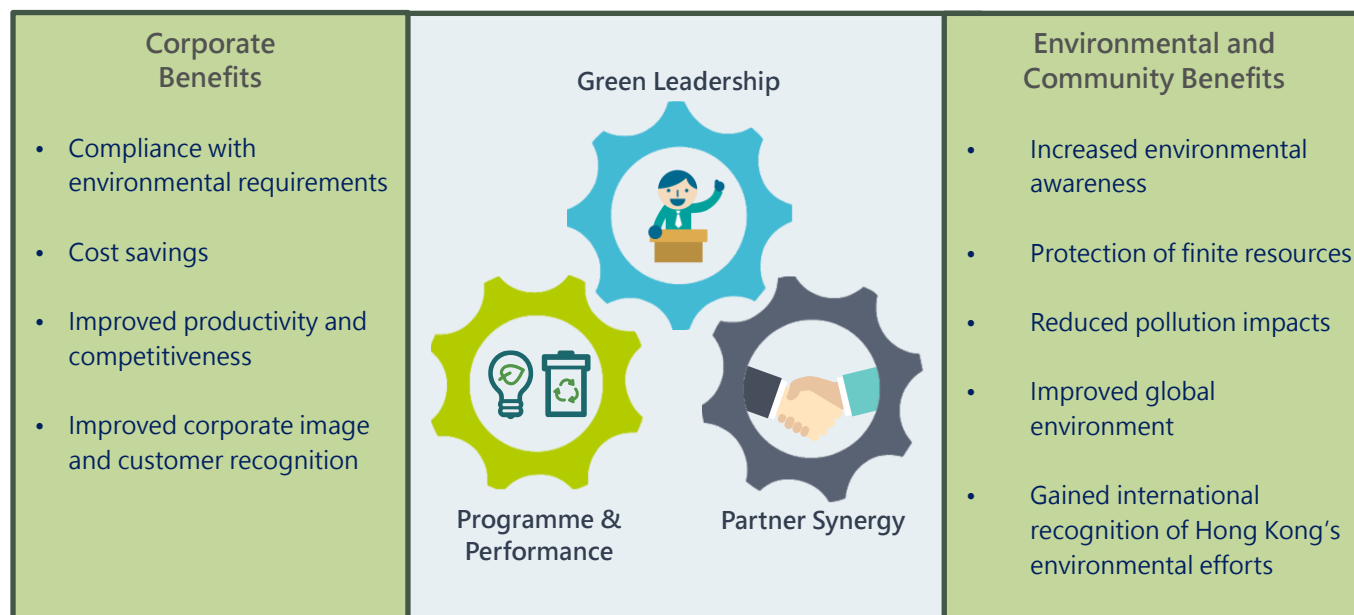 Corporate
Benefits
• Compliance with
environmental requirements
• Cost savings
• Improved productivity and
competitiveness
• Improved corporate image
and customer recognition
Green Leadership
Programme &
Performance
Partner Synergy
Environmental and
Community Benefits
• Increased environmental
awareness
• Protection of finite resources
• Reduced pollution impacts
• Improved global
environment
• Gained international
recognition of Hong Kong’s
environmental efforts